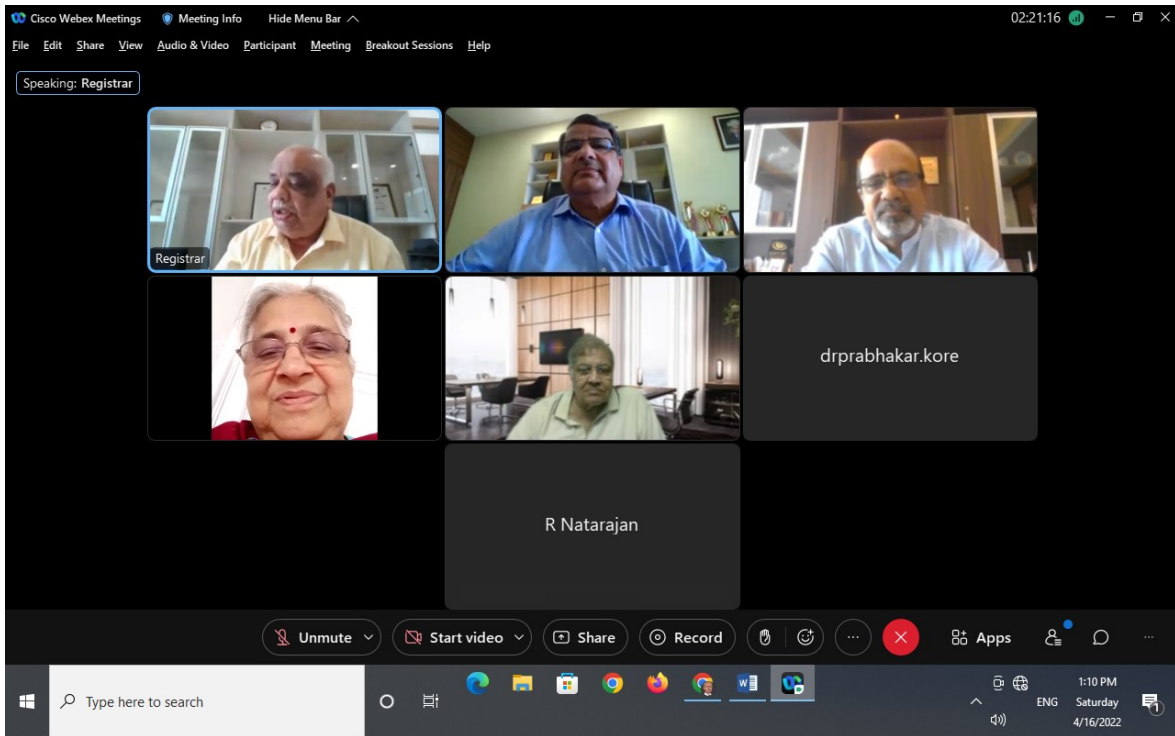 Cisco Webex Meetings Meeting Info Hide Menu Bar 02:21:16
File Edit Share View Audio & Video Participant Meeting Breakout Sessions Help
Speaking: Registrar
Registrar
drprabhakar.kore
R Natarajan
Unmute Start video Share Record Apps
Type here to search
ENG
1:10 PM
Saturday
4/16/2022
1